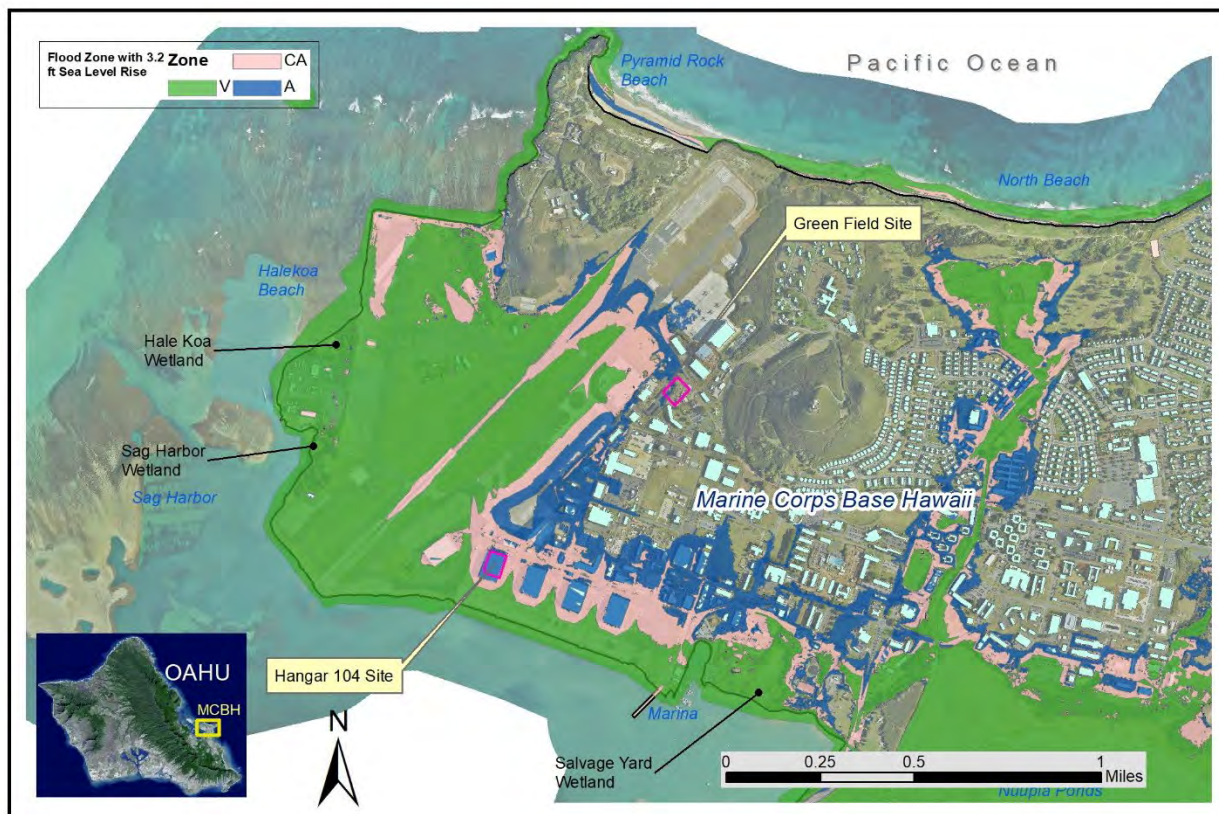 Flood Zone with 3.2
ft Sea Level Rise
Zone
CA
V
A
Pyramid Rock
Beach
Pacific Ocean
North Beach
Green Field Site
Halekoa
Beach
Hale Koa
Wetland
Sag Harbor
Wetland
Sag Harbor
Marine Corps Base Hawaii
Hangar 104 Site
OAHU
MCBH
N
Marina
Salvage Yard
Wetland
0 0.25 0.5 1
Miles
Nuupia Ponds